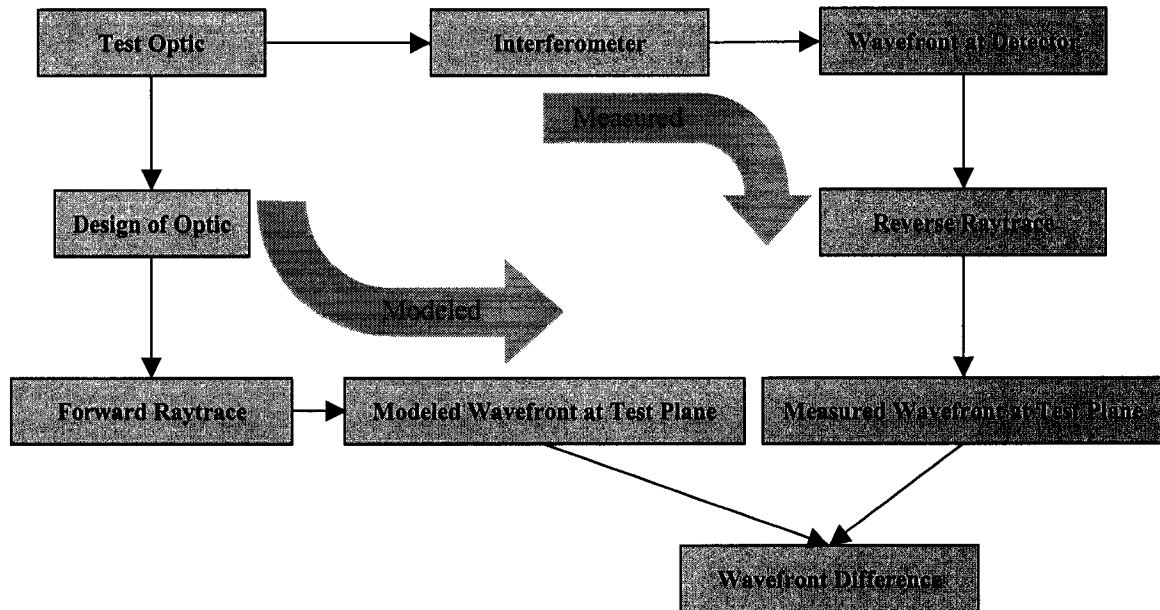 Test Optic
Interferometer
Wavefront at Detector
Measured
Design of Optic
Reverse Raytrace
Modeled
Forward Raytrace
Modeled Wavefront at Test Plane
Measured Wavefront at Test Plane
Wavefront Difference